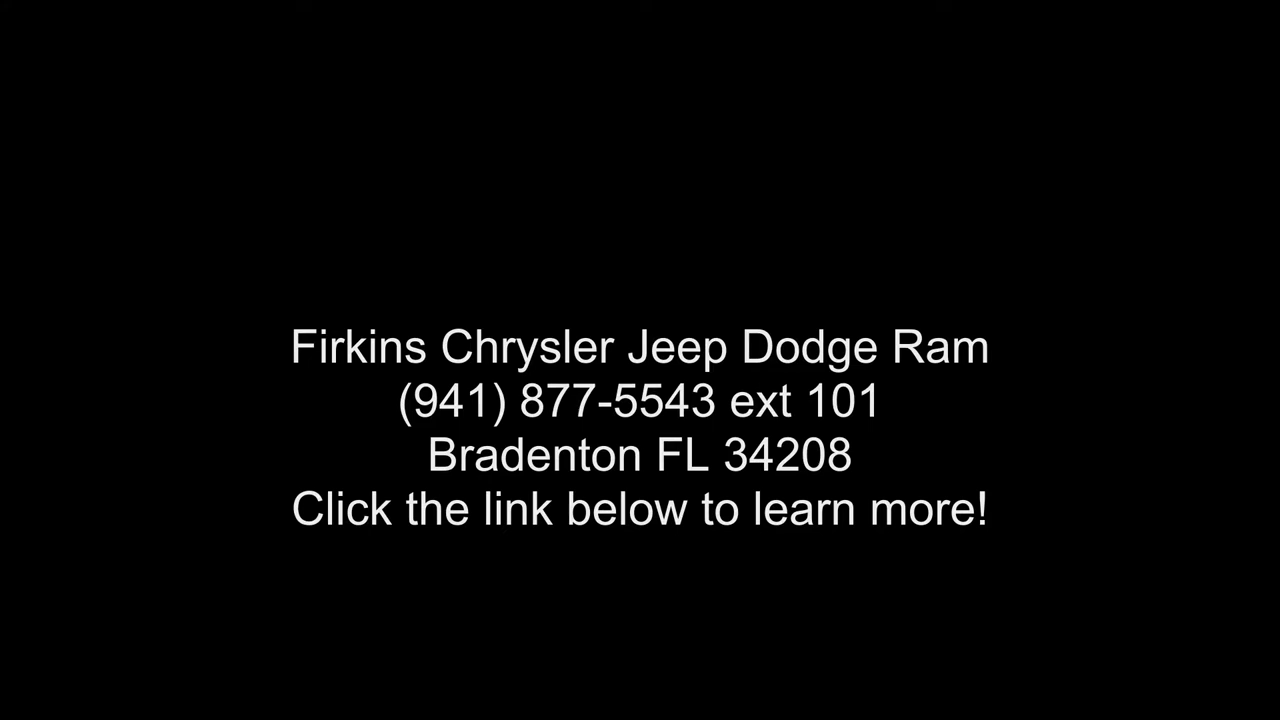 Firkins Chrysler Jeep Dodge Ram
(941) 877-5543 ext 101
Bradenton FL 34208
Click the link below to learn more!